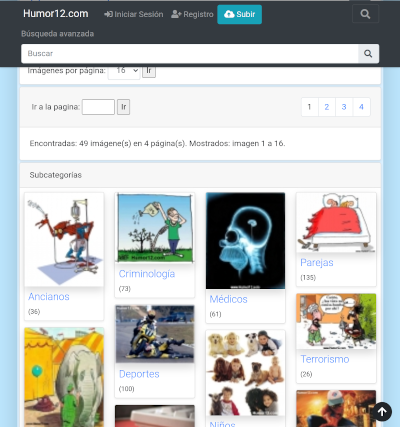 Humor12.com
Iniciar Sesión
Registro
Subir
Búsqueda avanzada
Buscar
Imágenes por página: 16 Ir
Ir a la pagina: Ir
1 2 3 4
Encontradas: 49 imágene(s) en 4 página(s). Mostrados: imagen 1 a 16.
Subcategorías
Ancianos
(36)
Criminología
(73)
Deportes
(100)
Médicos
(61)
Niños
Parejas
(135)
Terrorismo
(26)